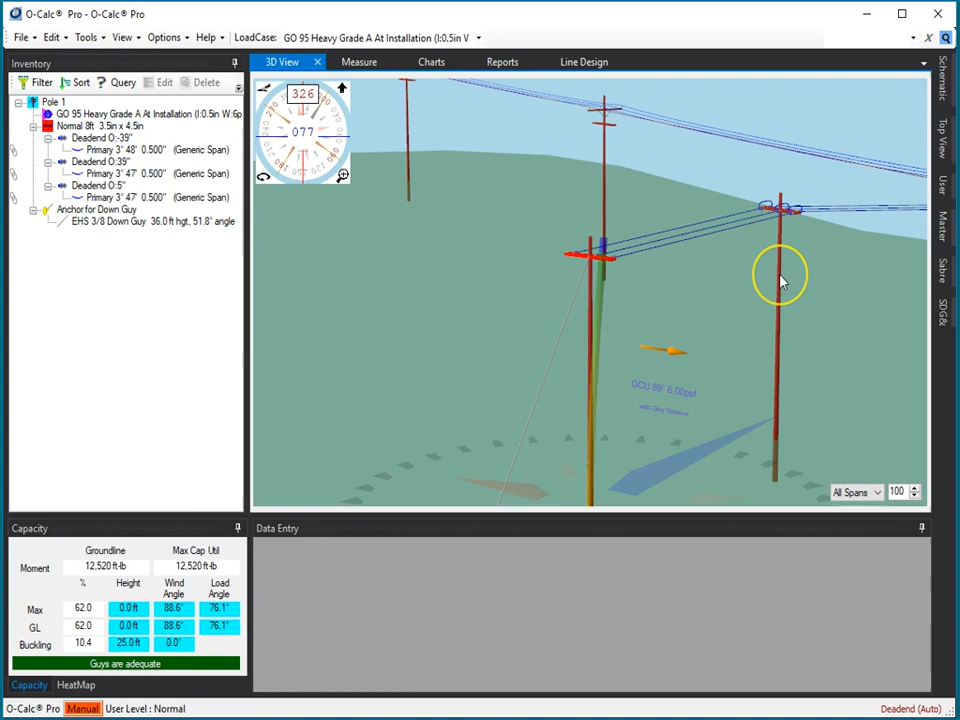 O-Calc® Pro - O-Calc® Pro
File Edit Tools View Options Help LoadCase: GO 95 Heavy Grade A At Installation (I:0.5in V
Inventory
Filter Sort ? Query Edit Delete
Pole 1
GO 95 Heavy Grade A At Installation (I:0.5in W:6p
Normal 8ft 3.5in x 4.5in
Deadend O:-39"
Primary 3" 48' 0.500" (Generic Span)
Deadend O:39"
Primary 3" 47' 0.500" (Generic Span)
Deadend O:5"
Primary 3" 47' 0.500" (Generic Span)
Anchor for Down Guy
EHS 3/8 Down Guy 36.0 ft hgt, 51.8° angle
3D View Measure Charts Reports Line Design
326
077
GCU 89° 6.00psf
with Guy Tension
All Spans 100
Schematic
Top View
User
Master
Sabre
SDG&
Capacity
Groundline Max Cap Util
Moment 12,520 ft-lb 12,520 ft-lb
% Height Wind Angle Load Angle
Max 62.0 0.0 ft 88.6° 76.1°
GL 62.0 0.0 ft 88.6° 76.1°
Buckling 10.4 25.0 ft 0.0°
Guys are adequate
Capacity HeatMap
Data Entry
O-Calc® Pro Manual User Level : Normal
Deadend (Auto)